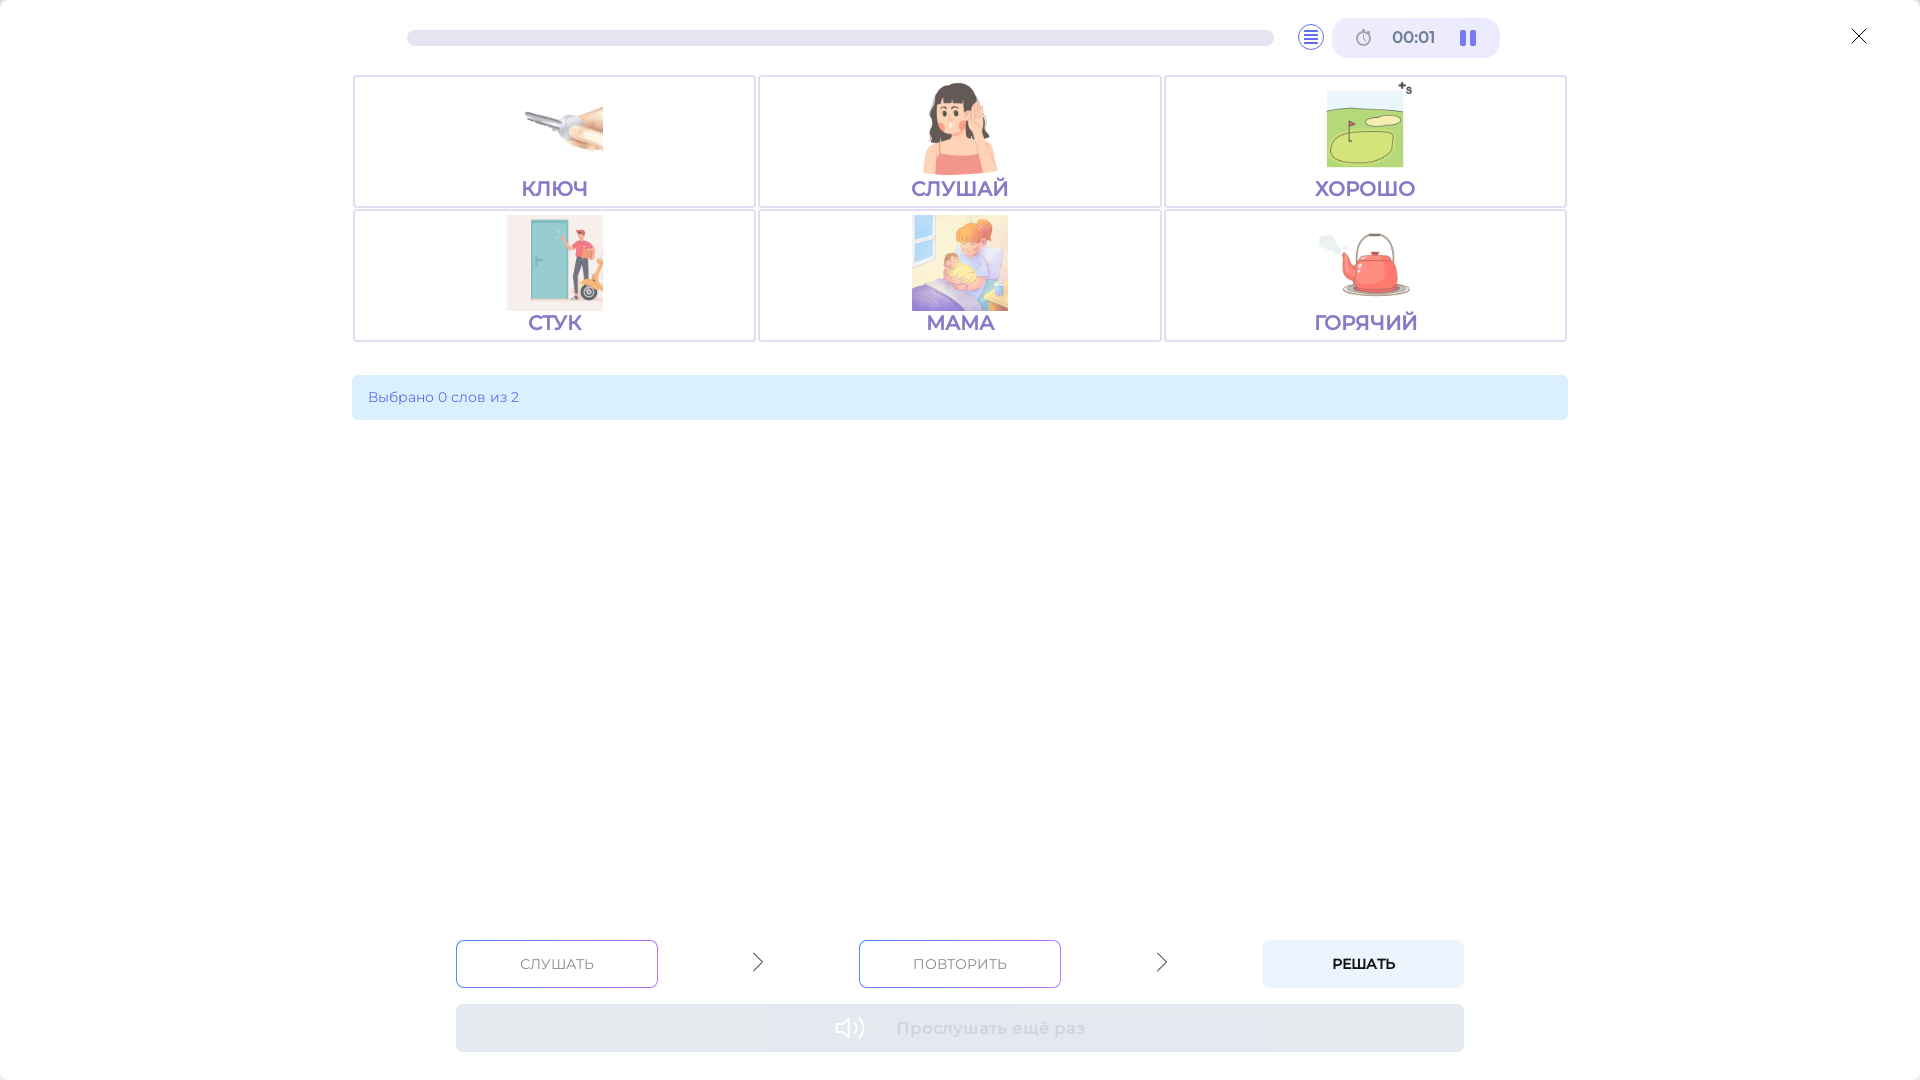 00:01
+s
КЛЮЧ
СЛУШАЙ
ХОРОШО
СТУК
МАМА
ГОРЯЧИЙ
Выбрано 0 слов из 2
СЛУШАТЬ
ПОВТОРИТЬ
РЕШАТЬ
Прослушать ещё раз